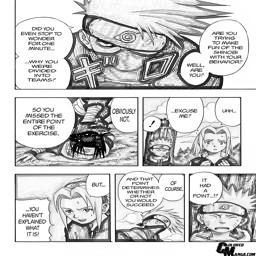 ARE YOU
TRYING
TO MAKE
FUN OF
THE SHINOBI
WITH YOUR
BEHAVIOR?
WELL,
ARE
YOU?
DID YOU
EVEN
STOP TO
WONDER
FOR ONE
MINUTE...
...WHY
YOU WERE
DIVIDED
INTO
TEAMS?
UHH...
EXCUSE
ME?
OBVIOUSLY
NOT.
SO YOU
MISSED THE
ENTIRE
POINT
OF THE
EXERCISE.
IT
HAD A
POINT...!?
OF
COURSE.
AND THAT
POINT
DETERMINES
WHETHER
OR NOT
YOU WOULD
SUCCEED.
BUT...
...YOU
HAVEN'T
EXPLAINED
WHAT
IT IS!
COLORED
MANGA.COM